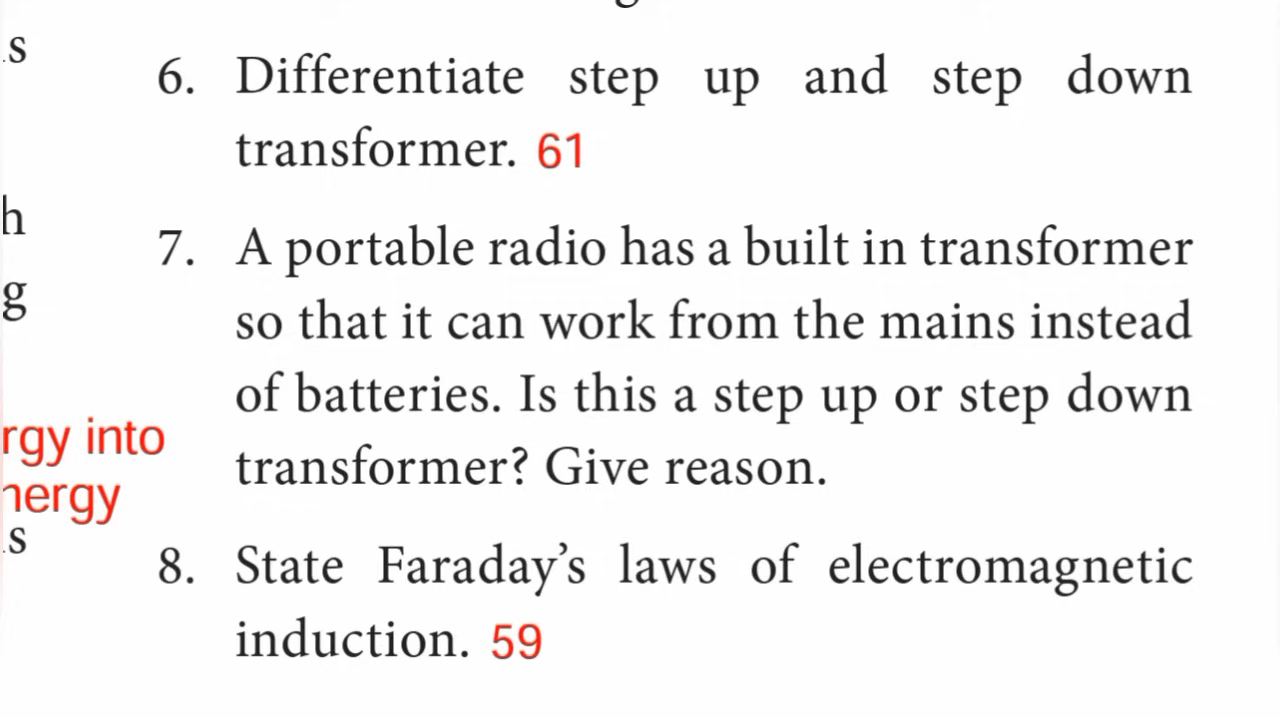 6. Differentiate step up and step down
transformer. 61
7. A portable radio has a built in transformer
so that it can work from the mains instead
of batteries. Is this a step up or step down
transformer? Give reason.
rgy into
nergy
8. State Faraday’s laws of electromagnetic
induction. 59